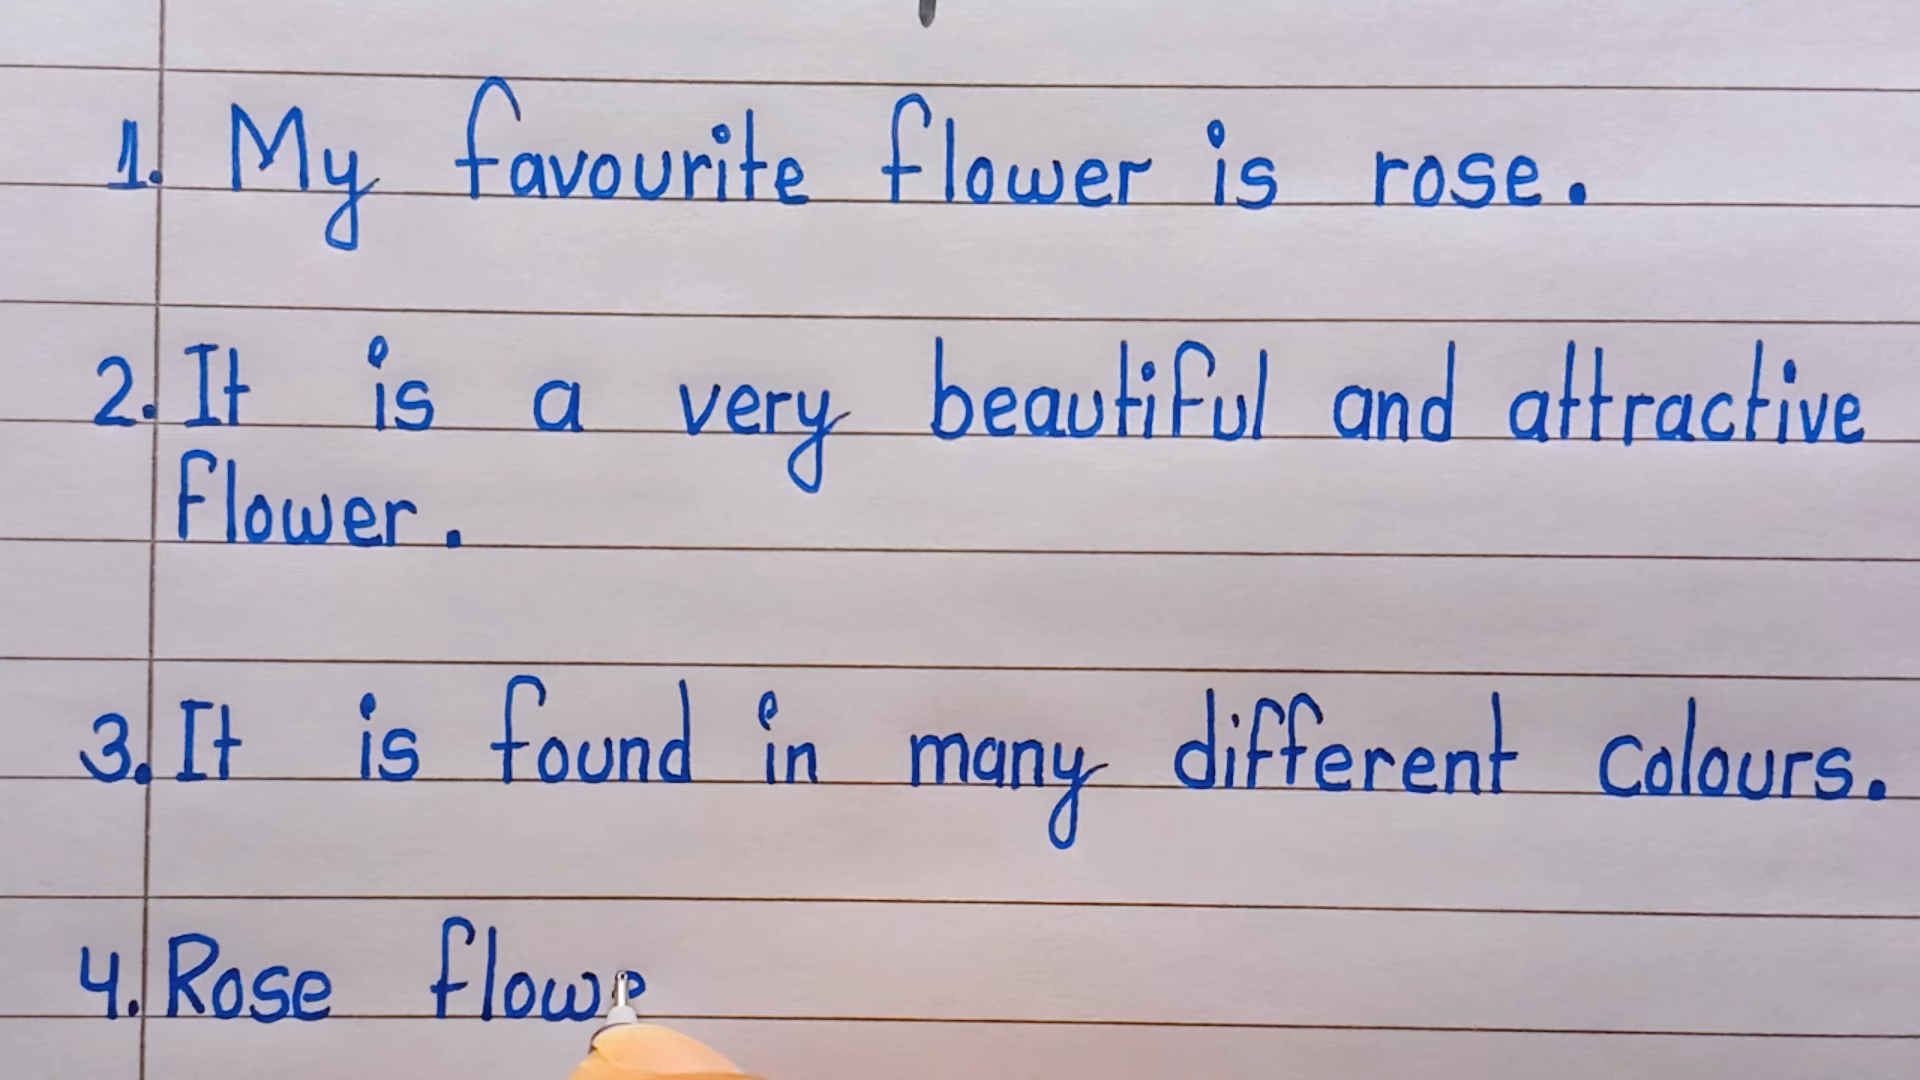 1. My favourite flower is rose.
2. It is a very beautiful and attractive
flower.
3. It is found in many different colours.
4. Rose flowe